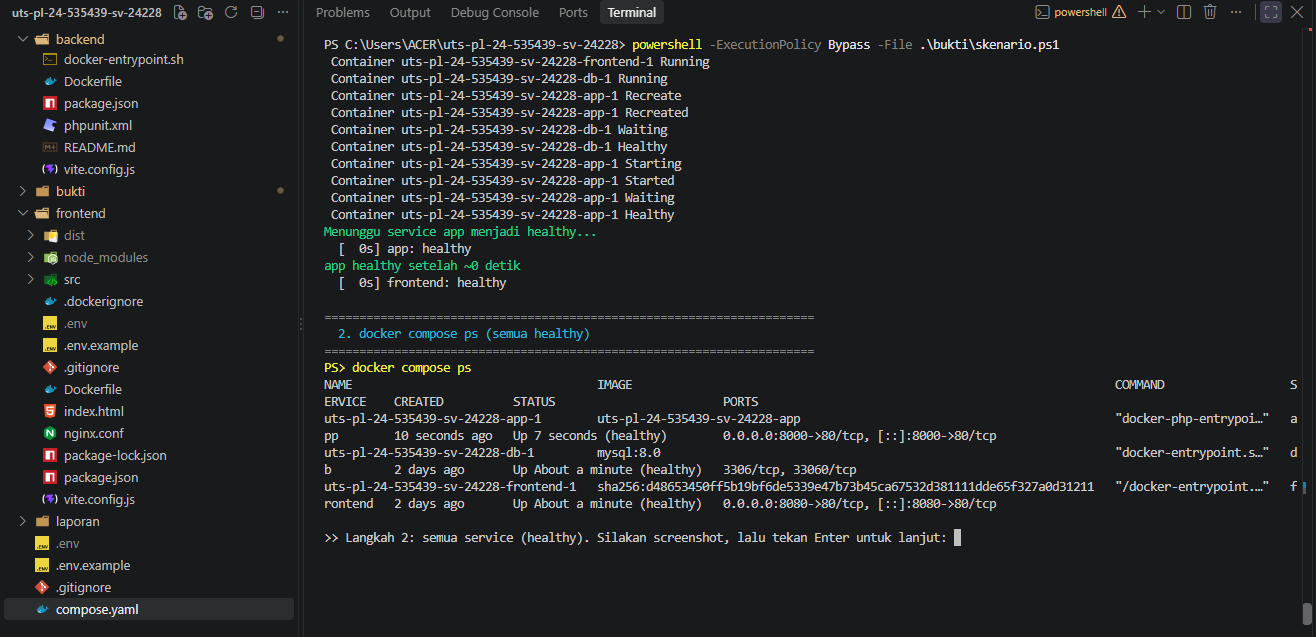 uts-pl-24-535439-sv-24228
backend
docker-entrypoint.sh
Dockerfile
package.json
phpunit.xml
README.md
vite.config.js
bukti
frontend
dist
node_modules
src
.dockerignore
.env
.env.example
.gitignore
Dockerfile
index.html
nginx.conf
package-lock.json
package.json
vite.config.js
laporan
.env
.env.example
.gitignore
compose.yaml
Problems Output Debug Console Ports Terminal
powershell
PS C:\Users\ACER\uts-pl-24-535439-sv-24228> powershell -ExecutionPolicy Bypass -File .\bukti\skenario.ps1
Container uts-pl-24-535439-sv-24228-frontend-1 Running
Container uts-pl-24-535439-sv-24228-db-1 Running
Container uts-pl-24-535439-sv-24228-app-1 Recreate
Container uts-pl-24-535439-sv-24228-app-1 Recreated
Container uts-pl-24-535439-sv-24228-db-1 Waiting
Container uts-pl-24-535439-sv-24228-db-1 Healthy
Container uts-pl-24-535439-sv-24228-app-1 Starting
Container uts-pl-24-535439-sv-24228-app-1 Started
Container uts-pl-24-535439-sv-24228-app-1 Waiting
Container uts-pl-24-535439-sv-24228-app-1 Healthy
Menunggu service app menjadi healthy...
[  0s] app: healthy
app healthy setelah ~0 detik
[  0s] frontend: healthy
======================================================================
2. docker compose ps (semua healthy)
======================================================================
PS> docker compose ps
NAME IMAGE COMMAND S
ERVICE CREATED STATUS PORTS
uts-pl-24-535439-sv-24228-app-1 uts-pl-24-535439-sv-24228-app "docker-php-entrypoi…" a
pp 10 seconds ago Up 7 seconds (healthy) 0.0.0.0:8000->80/tcp, [::]:8000->80/tcp
uts-pl-24-535439-sv-24228-db-1 mysql:8.0 "docker-entrypoint.s…" d
b 2 days ago Up About a minute (healthy) 3306/tcp, 33060/tcp
uts-pl-24-535439-sv-24228-frontend-1 sha256:d48653450ff5b19bf6de5339e47b73b45ca67532d381111dde65f327a0d31211 "/docker-entrypoint.…" f
rontend 2 days ago Up About a minute (healthy) 0.0.0.0:8080->80/tcp, [::]:8080->80/tcp
>> Langkah 2: semua service (healthy). Silakan screenshot, lalu tekan Enter untuk lanjut: